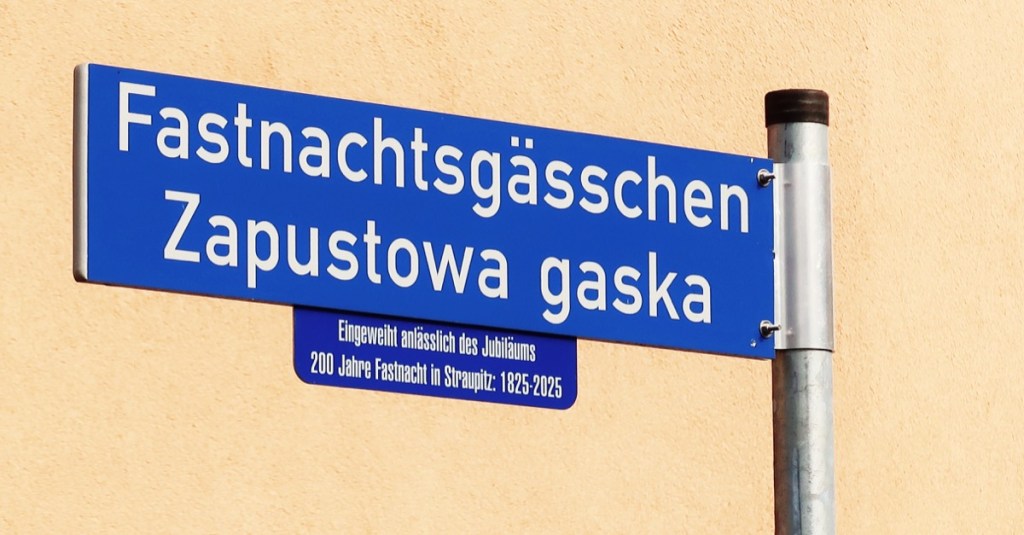 Fastnachtsgässchen
Zapustowa gaska
Eingeweiht anlässlich des Jubiläums
200 Jahre Fastnacht in Straupitz: 1825-2025